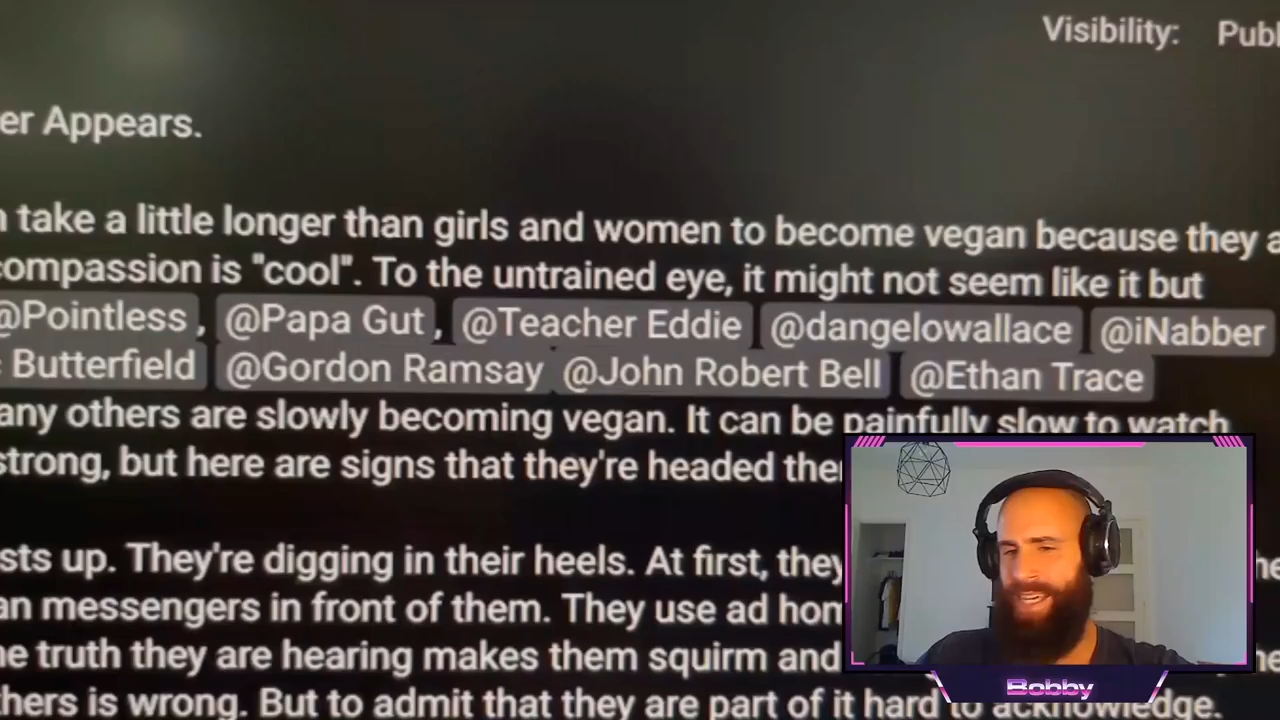 Visibility: Publ
er Appears.
take a little longer than girls and women to become vegan because they a
compassion is "cool". To the untrained eye, it might not seem like it but
@Pointless, @Papa Gut, @Teacher Eddie @dangelowallace @iNabber
Butterfield @Gordon Ramsay @John Robert Bell @Ethan Trace
any others are slowly becoming vegan. It can be painfully slow to watch
strong, but here are signs that they're headed ther
sts up. They're digging in their heels. At first, they
an messengers in front of them. They use ad hom
he truth they are hearing makes them squirm and
thers is wrong. But to admit that they are part of it hard to acknowledge.
Bobby